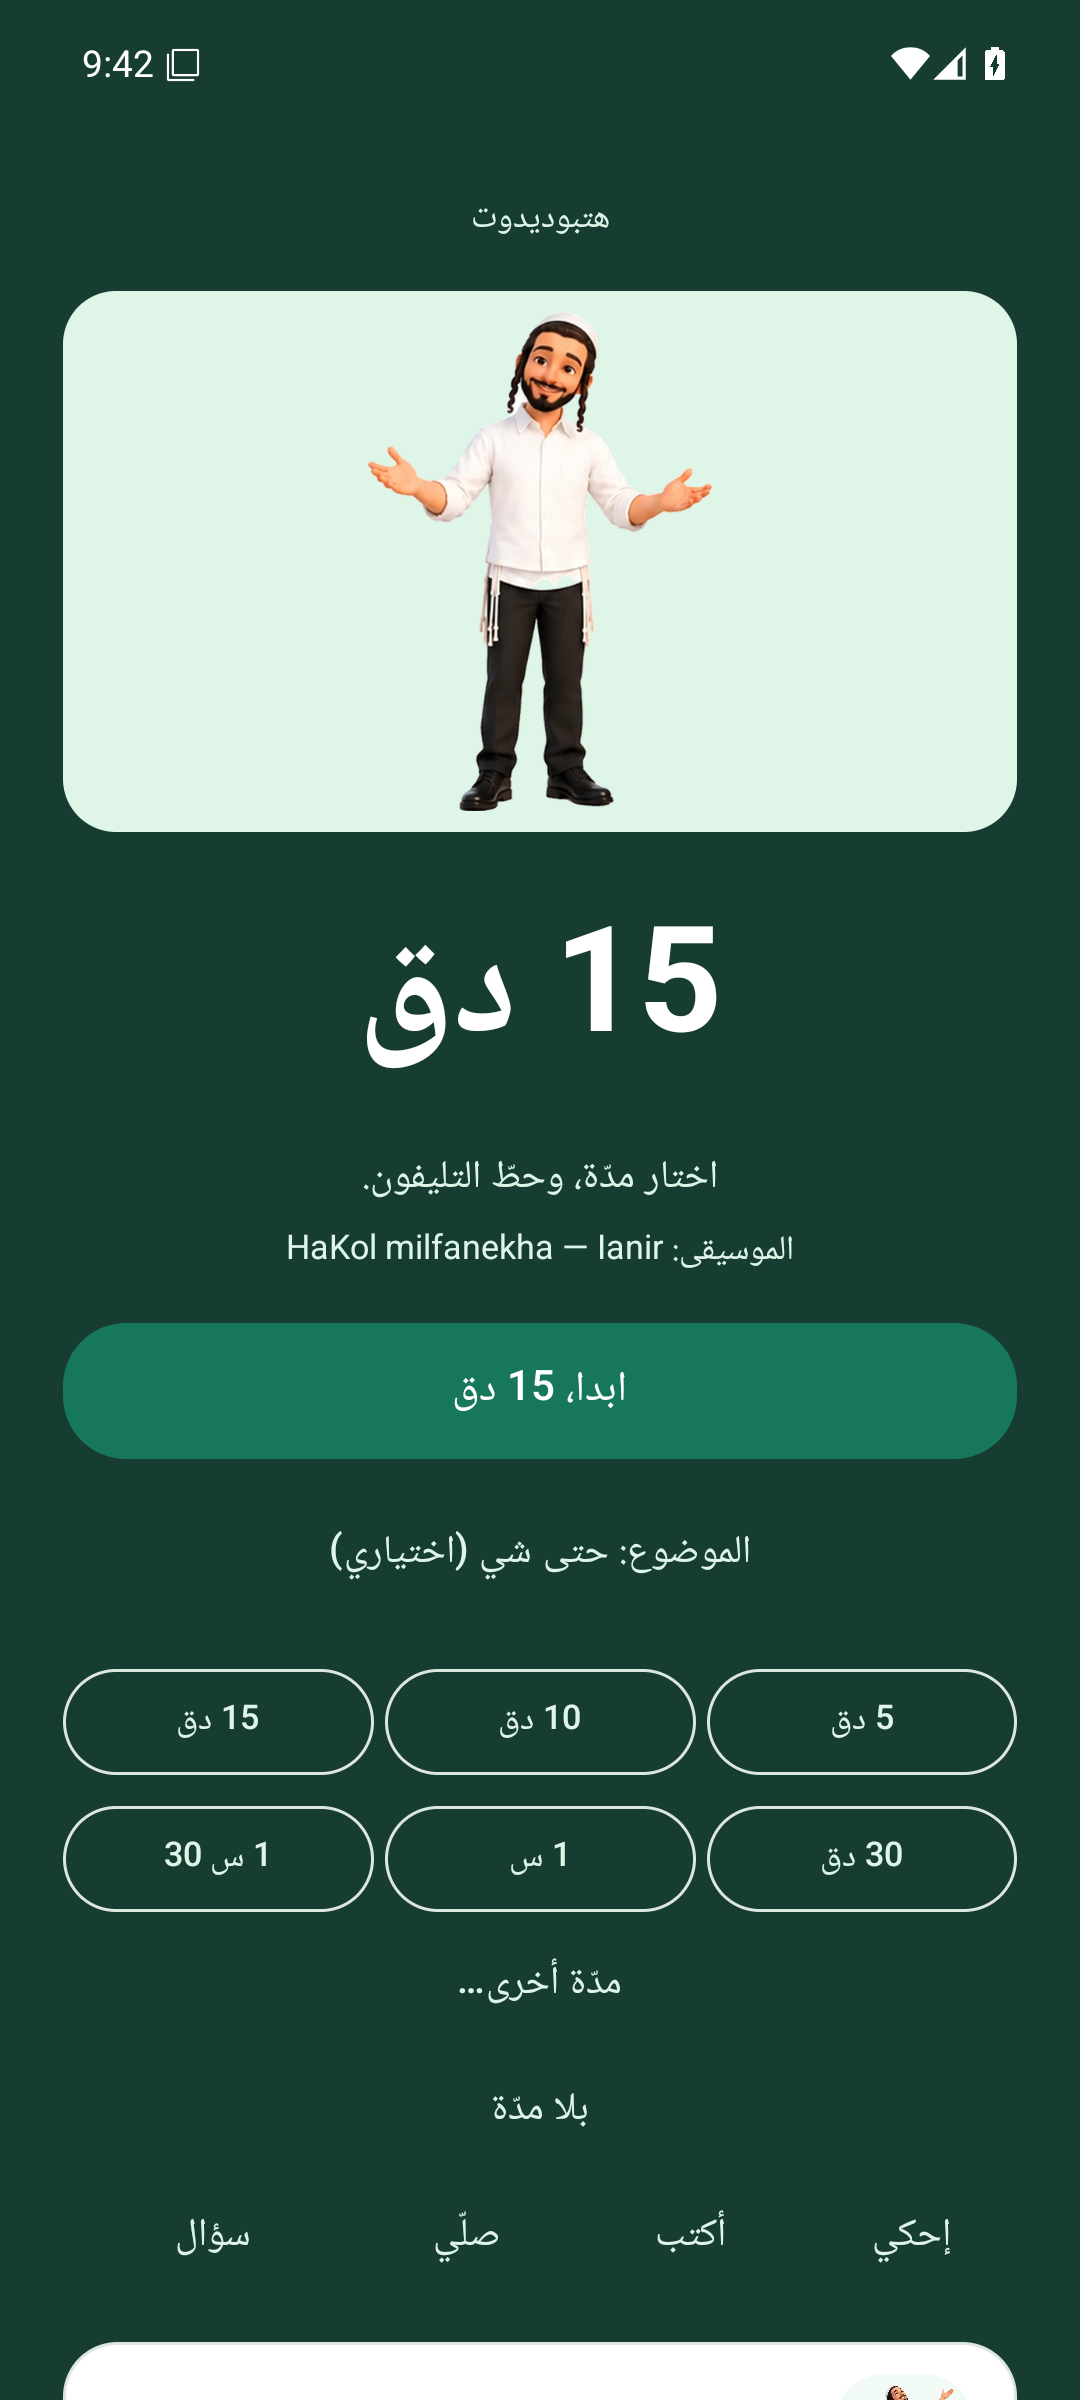 9:42
هتبوديدوت
15 دق
اختار مدّة، وحطّ التليفون.
الموسيقى: HaKol milfanekha — Ianir
ابدا، 15 دق
الموضوع: حتى شي (اختياري)
5 دق
10 دق
15 دق
30 دق
1 س
1 س 30
مدّة أخرى...
بلا مدّة
إحكي
أكتب
صلّي
سؤال